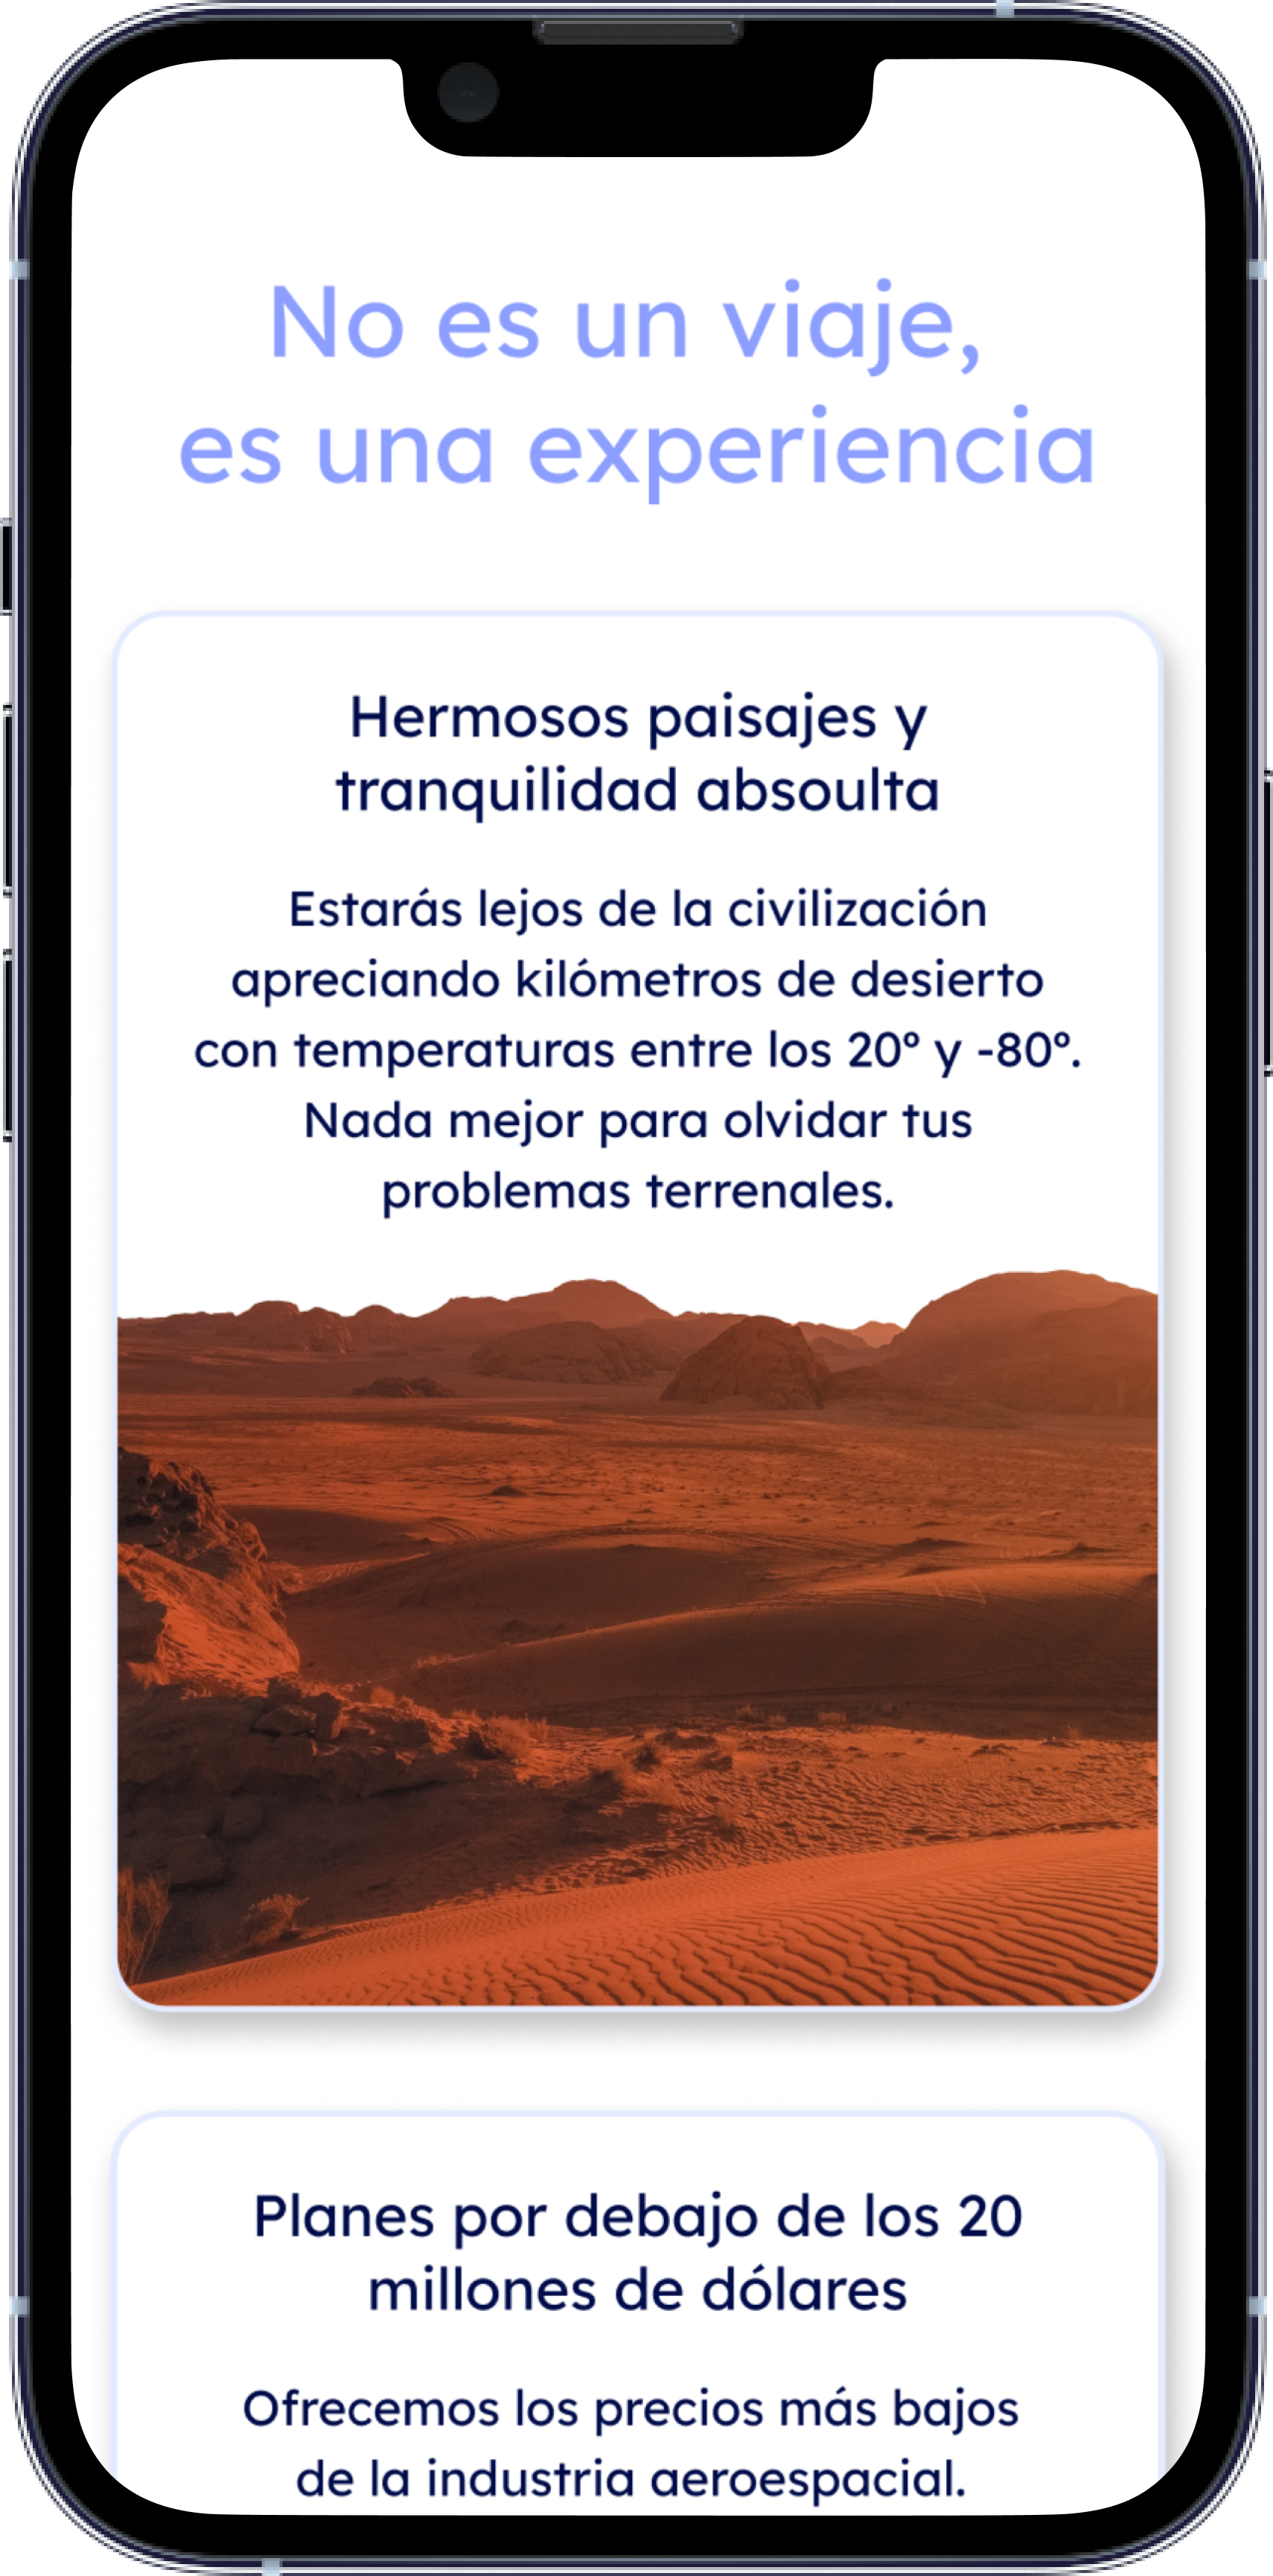 No es un viaje,
es una experiencia
Hermosos paisajes y
tranquilidad absoulta
Estarás lejos de la civilización
apreciando kilómetros de desierto
con temperaturas entre los 20º y -80º.
Nada mejor para olvidar tus
problemas terrenales.
Planes por debajo de los 20
millones de dólares
Ofrecemos los precios más bajos
de la industria aeroespacial.